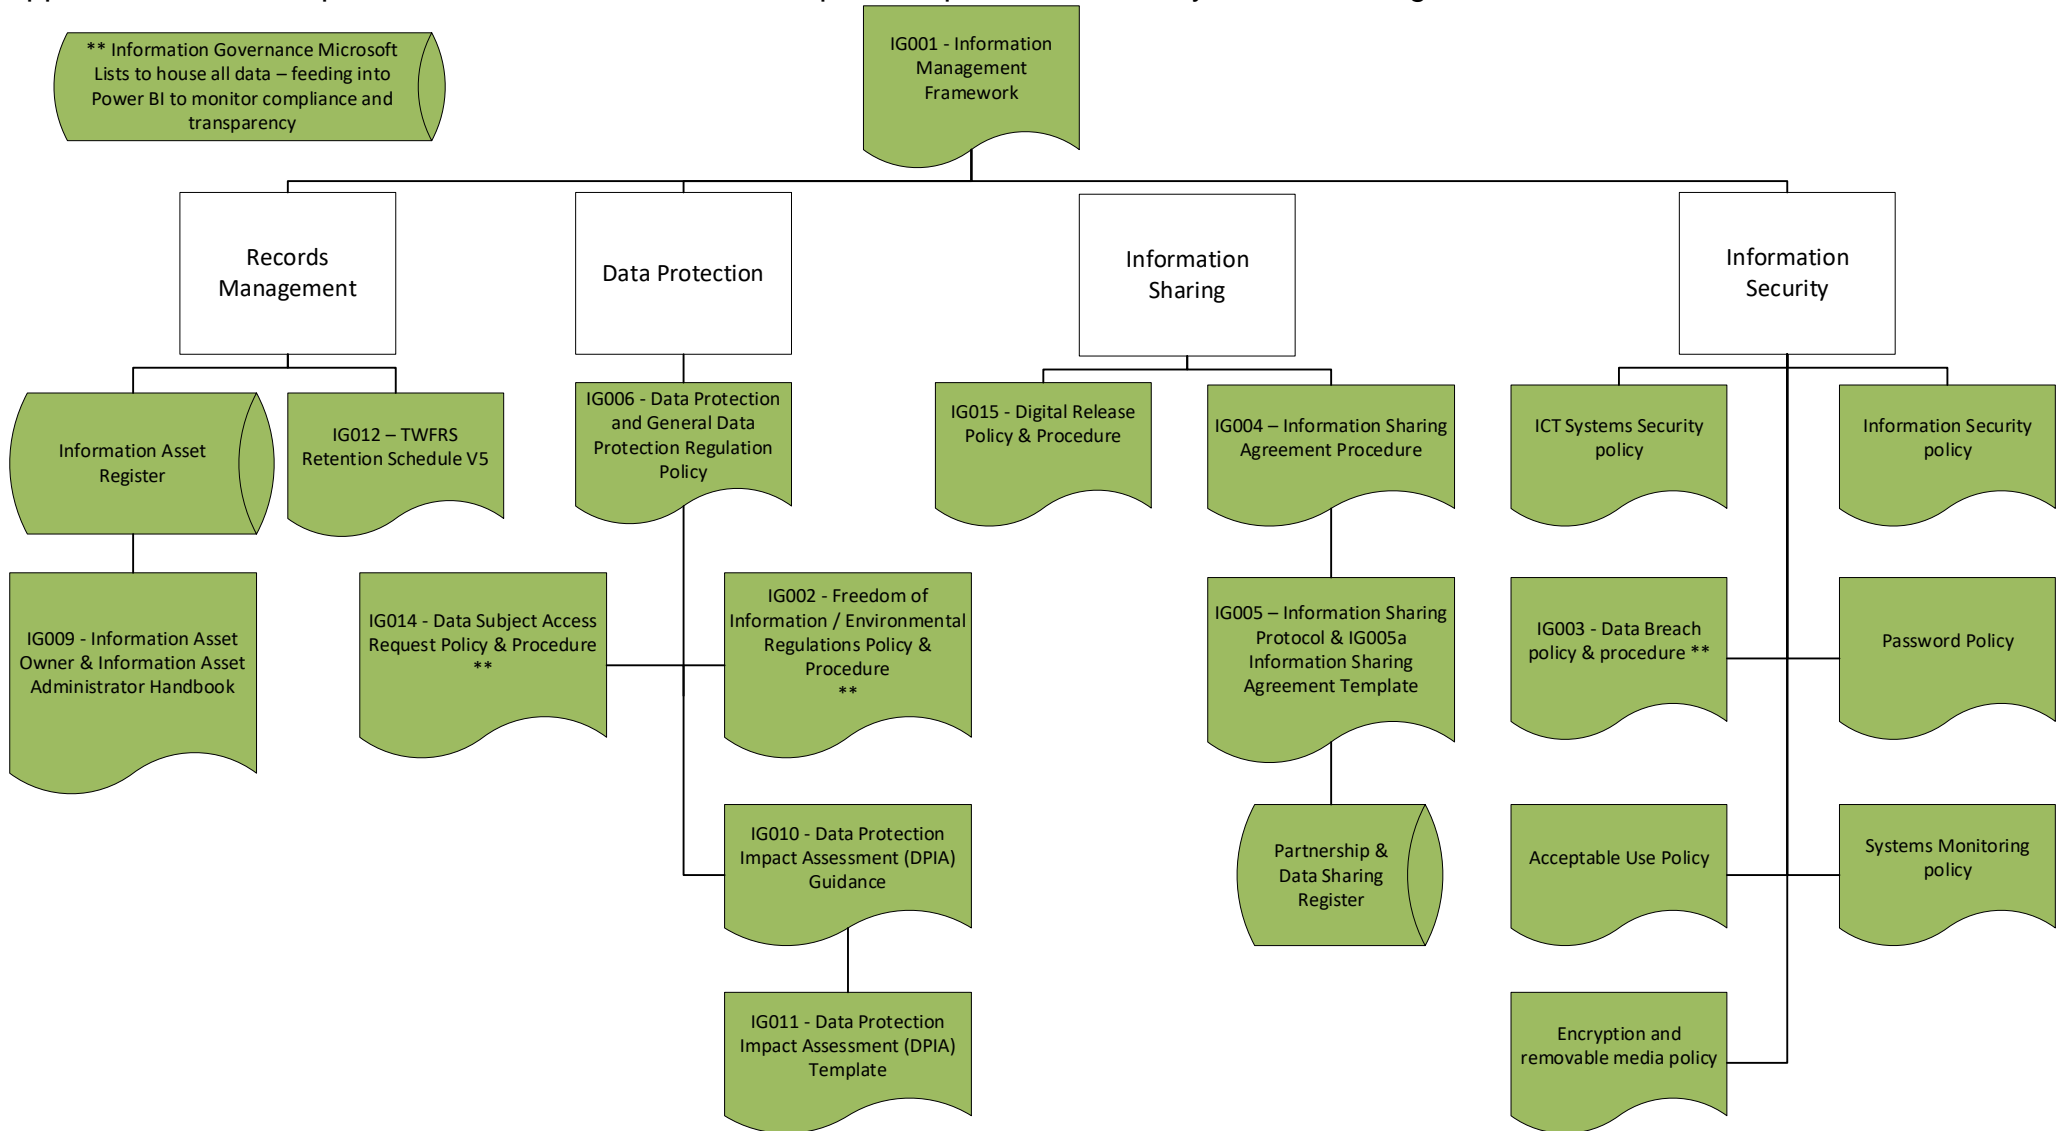 ** Information Governance Microsoft
Lists to house all data – feeding into
Power BI to monitor compliance and
transparency
IG001 - Information
Management
Framework
Records
Management
Data Protection
Information
Sharing
Information
Security
Information Asset
Register
IG012 – TWFRS
Retention Schedule V5
IG006 - Data Protection
and General Data
Protection Regulation
Policy
IG015 - Digital Release
Policy & Procedure
IG004 – Information Sharing
Agreement Procedure
ICT Systems Security
policy
Information Security
policy
IG009 - Information Asset
Owner & Information Asset
Administrator Handbook
IG014 - Data Subject Access
Request Policy & Procedure
**
IG002 - Freedom of
Information / Environmental
Regulations Policy &
Procedure
**
IG005 – Information Sharing
Protocol & IG005a
Information Sharing
Agreement Template
IG003 - Data Breach
policy & procedure **
Password Policy
IG010 - Data Protection
Impact Assessment (DPIA)
Guidance
Partnership &
Data Sharing
Register
Acceptable Use Policy
Systems Monitoring
policy
IG011 - Data Protection
Impact Assessment (DPIA)
Template
Encryption and
removable media policy